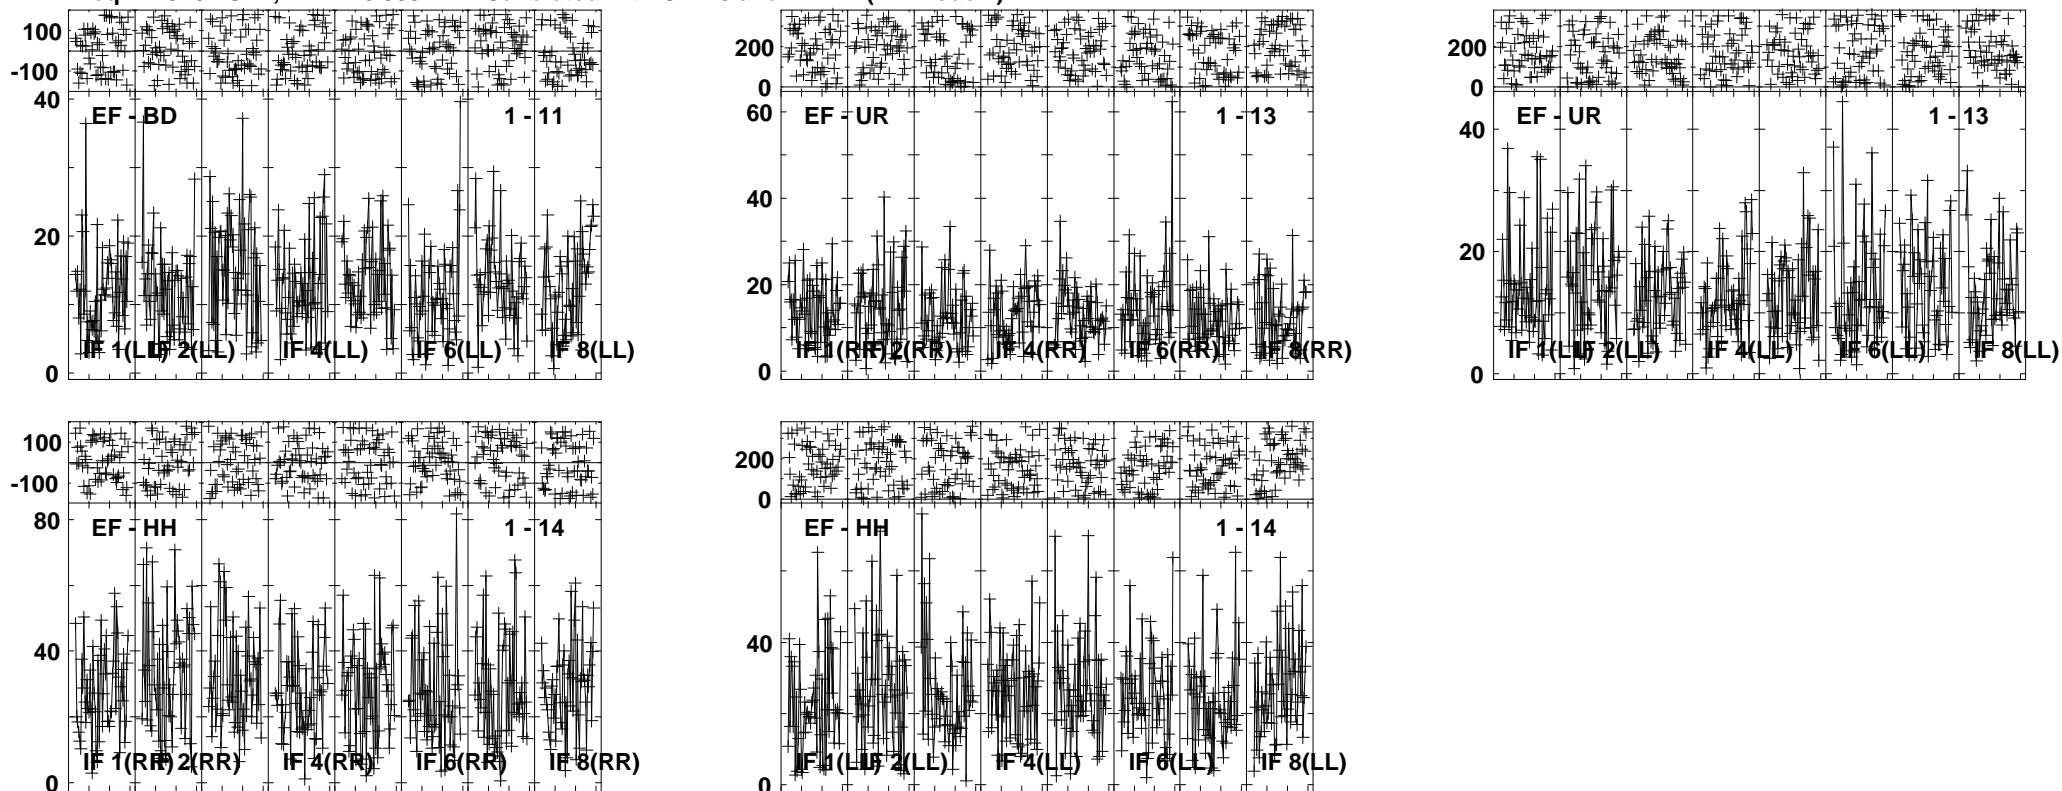 100
-100
40
EF - BD 1 - 11
20
IF 1(LL) IF 2(LL) IF 4(LL) IF 6(LL) IF 8(LL)
0
200
0
60
EF - UR 1 - 13
40
20
IF 1(RR) IF 2(RR) IF 4(RR) IF 6(RR) IF 8(RR)
0
200
0
40
EF - UR 1 - 13
20
IF 1(LL) IF 2(LL) IF 4(LL) IF 6(LL) IF 8(LL)
0
100
-100
80
EF - HH 1 - 14
40
IF 1(RR) IF 2(RR) IF 4(RR) IF 6(RR) IF 8(RR)
0
200
0
EF - HH 1 - 14
40
IF 1(LL) IF 2(LL) IF 4(LL) IF 6(LL) IF 8(LL)
0